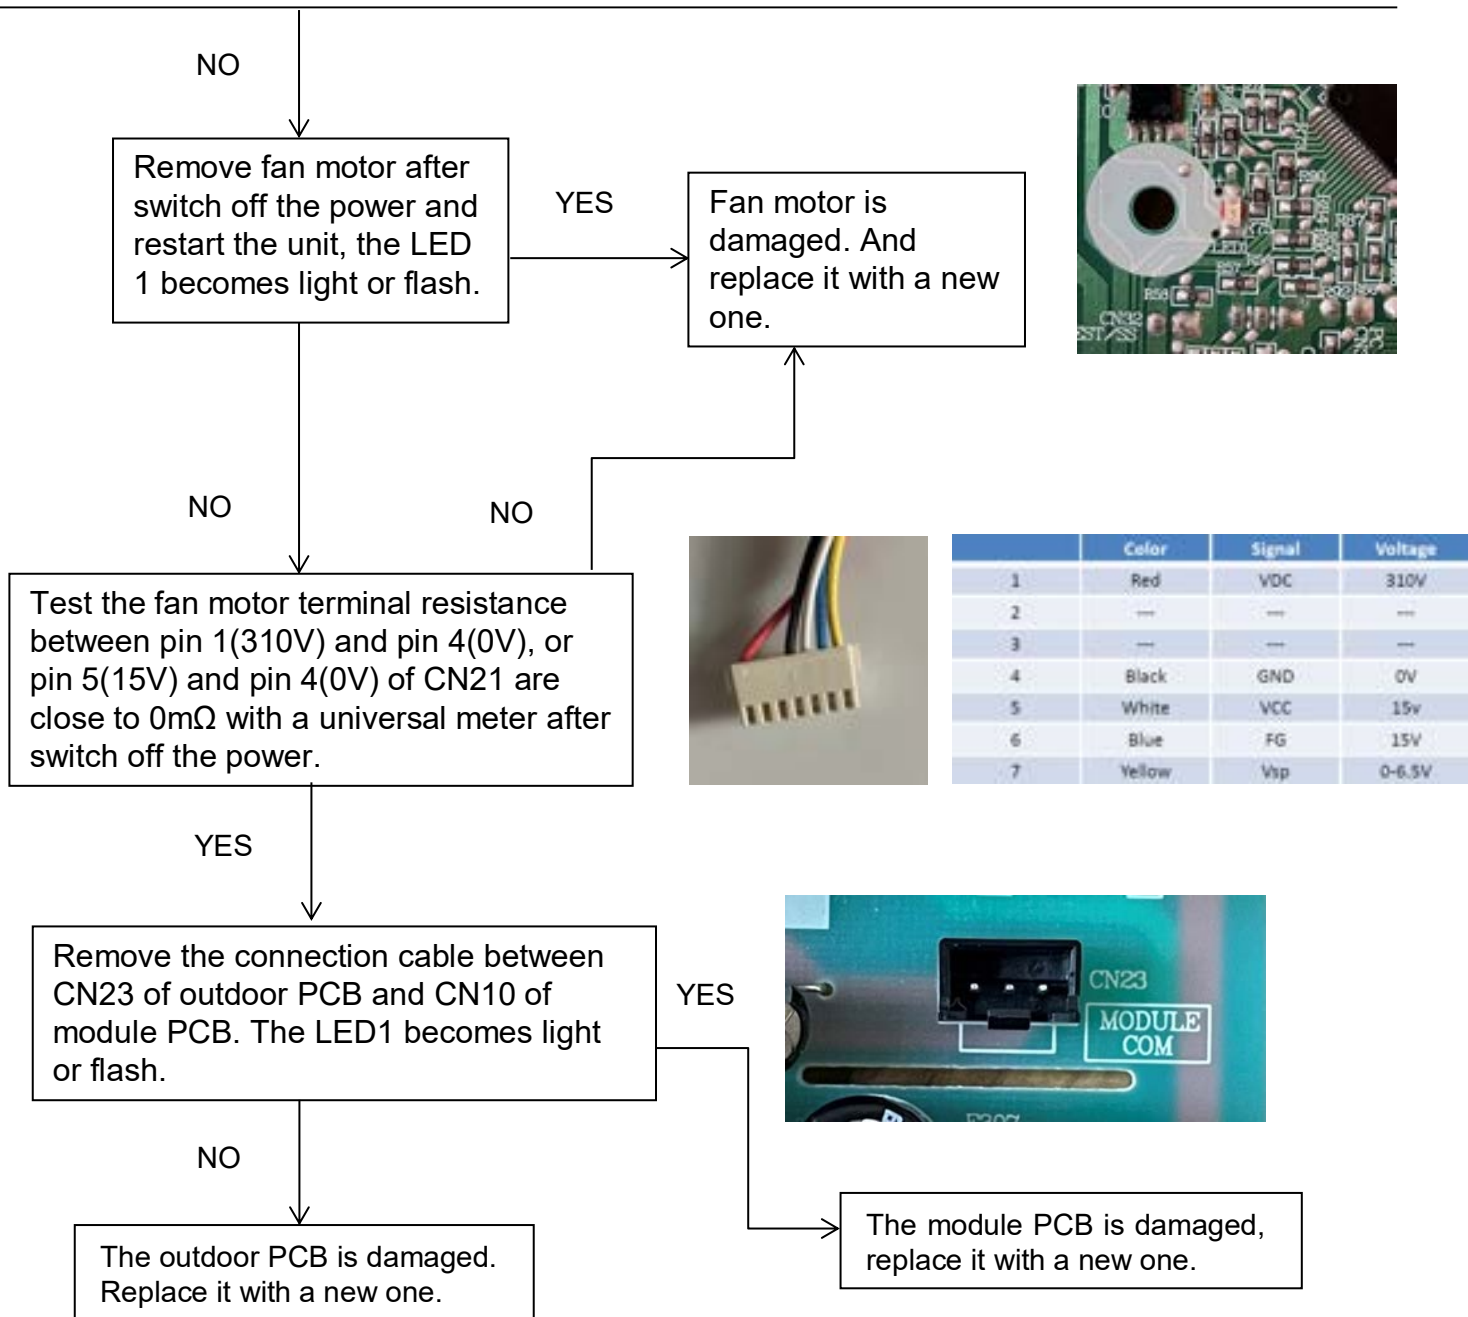 NO
Remove fan motor after
switch off the power and
restart the unit, the LED
1 becomes light or flash.
YES
Fan motor is
damaged. And
replace it with a new
one.
R58
CN32
EST/SS
NO
NO
Test the fan motor terminal resistance
between pin 1(310V) and pin 4(0V), or
pin 5(15V) and pin 4(0V) of CN21 are
close to 0mΩ with a universal meter after
switch off the power.
Color Signal Voltage
1 Red VDC 310V
2 --- --- ---
3 --- --- ---
4 Black GND 0V
5 White VCC 15v
6 Blue FG 15V
7 Yellow Vsp 0-6.5V
YES
Remove the connection cable between
CN23 of outdoor PCB and CN10 of
module PCB. The LED1 becomes light
or flash.
YES
CN23
MODULE
COM
NO
The outdoor PCB is damaged.
Replace it with a new one.
The module PCB is damaged,
replace it with a new one.